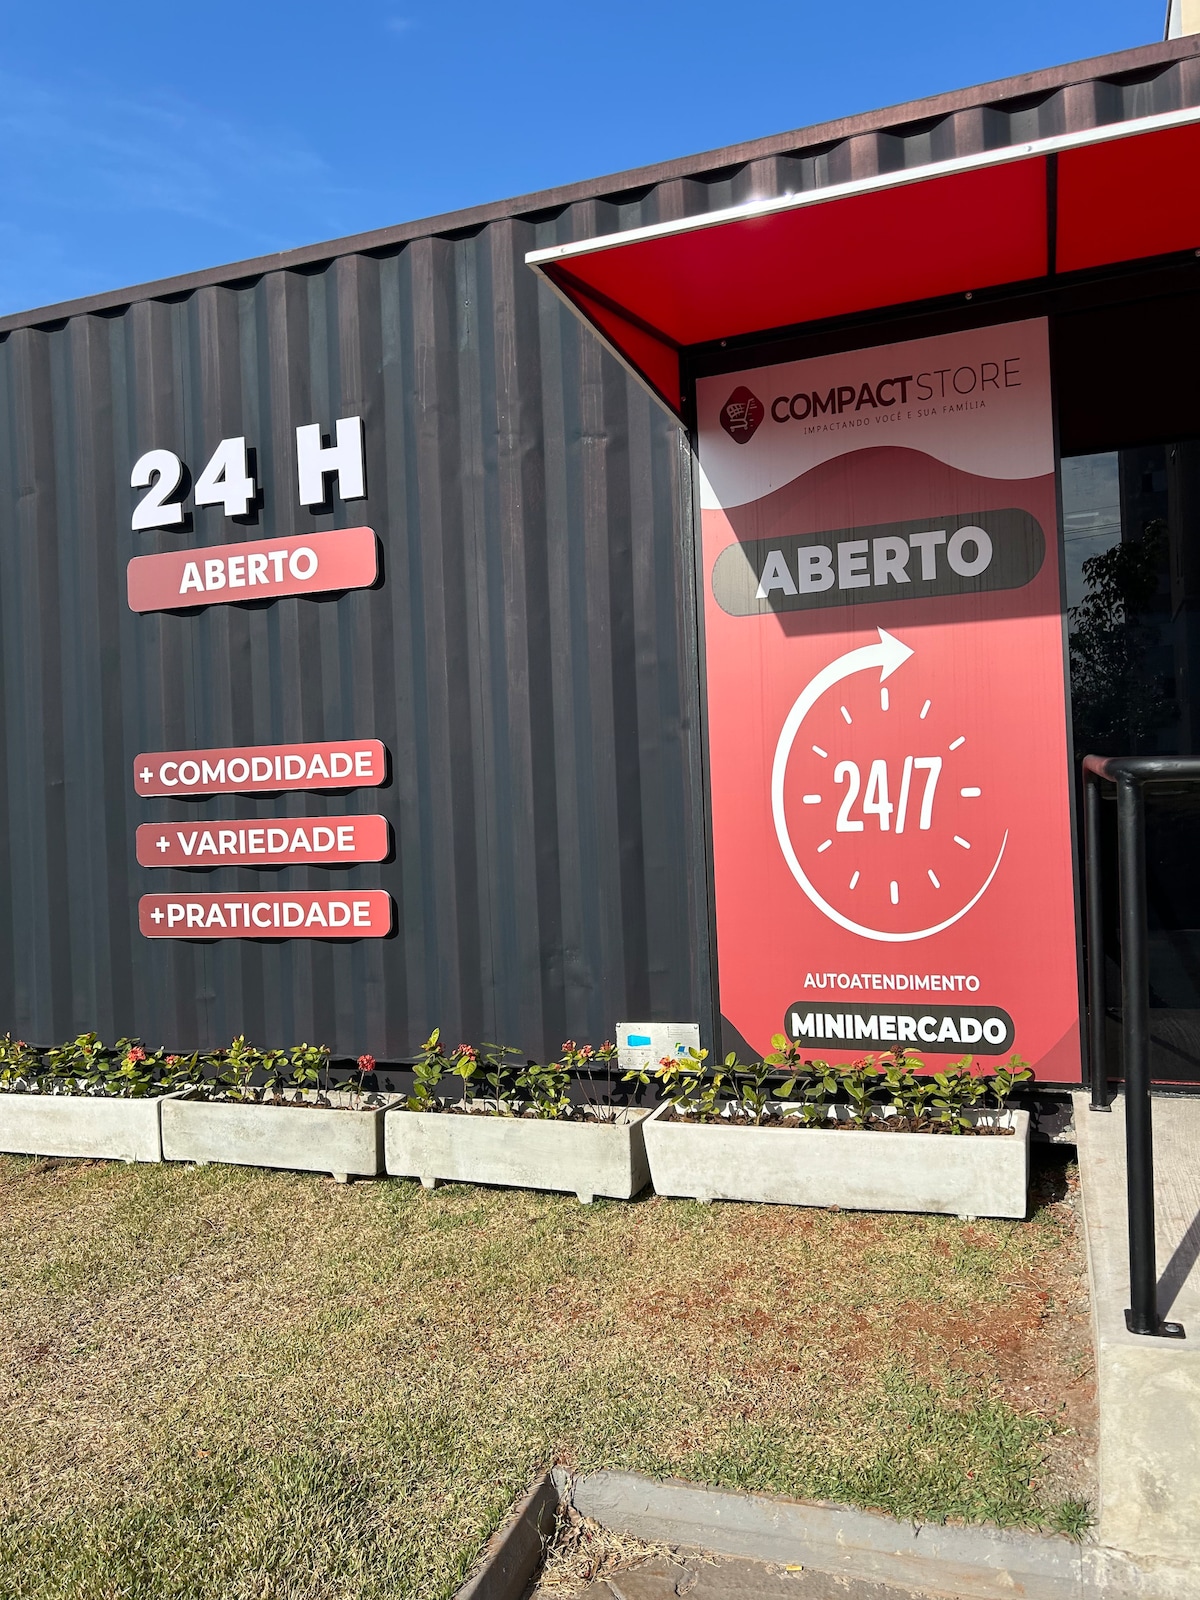 24 H
ABERTO
+ COMODIDADE
+ VARIEDADE
+PRATICIDADE
COMPACTSTORE
IMPACTANDO VOCÊ E SUA FAMÍLIA
ABERTO
24/7
AUTOATENDIMENTO
MINIMERCADO